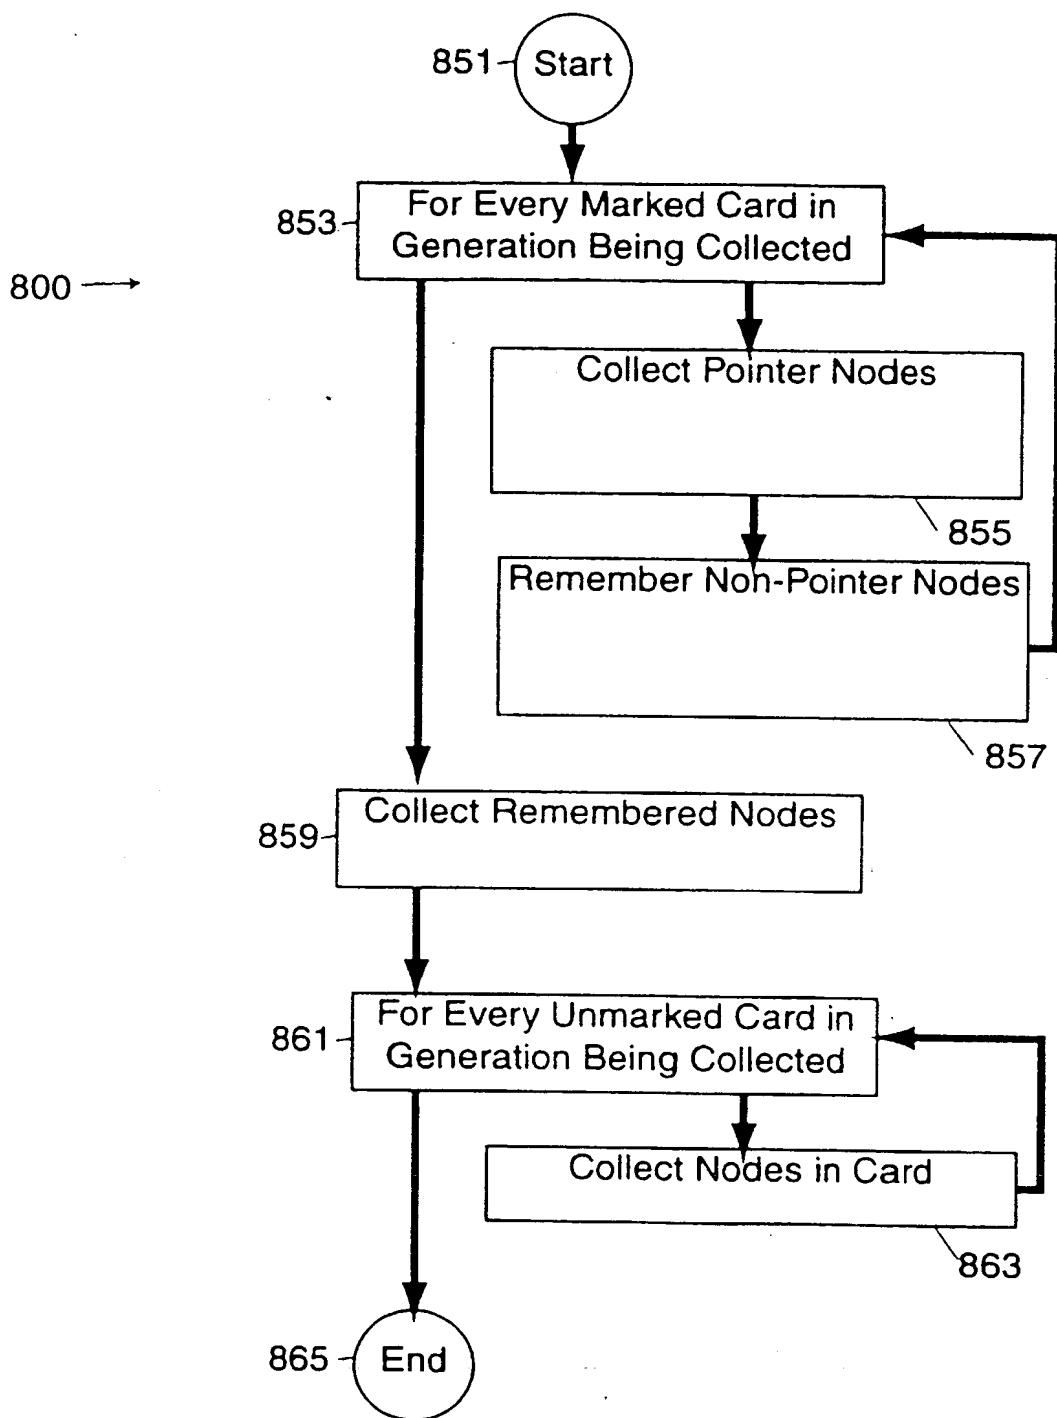 851
Start
853
For Every Marked Card in
Generation Being Collected
800
Collect Pointer Nodes
855
Remember Non-Pointer Nodes
857
859
Collect Remembered Nodes
861
For Every Unmarked Card in
Generation Being Collected
Collect Nodes in Card
863
865
End